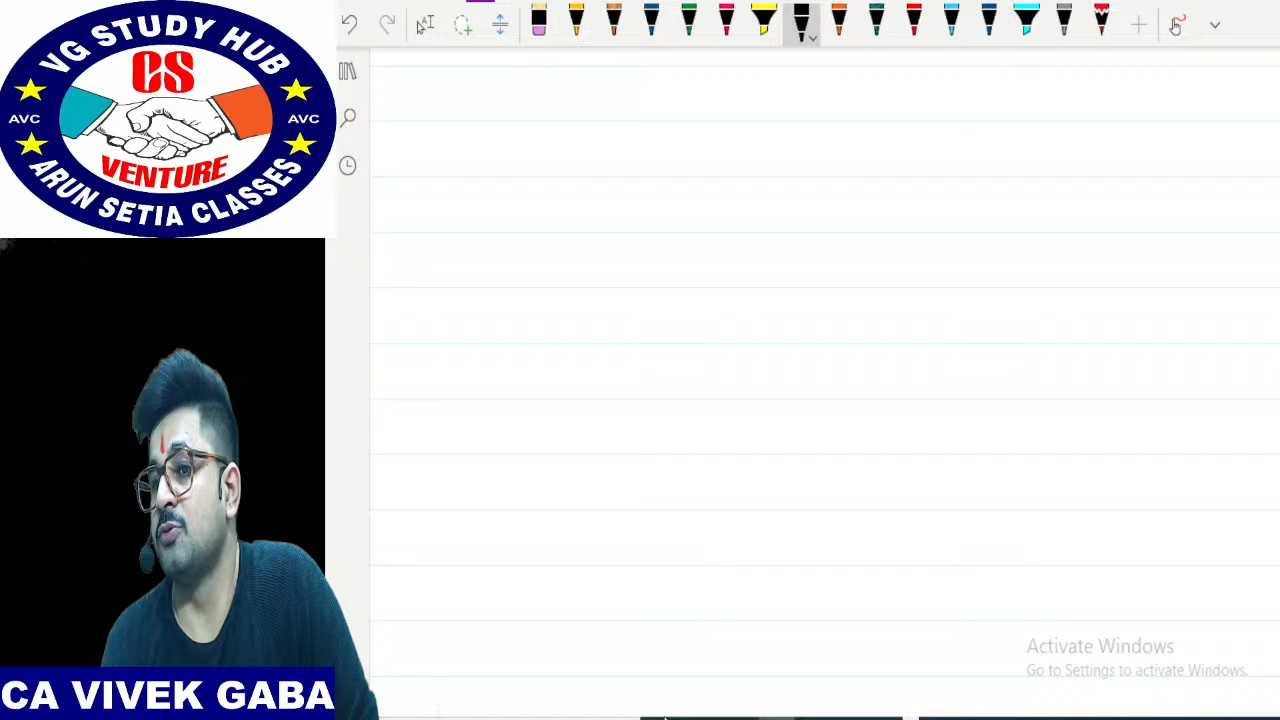 VG STUDY HUB
CS
AVC
AVC
VENTURE
ARUN SETIA CLASSES
Activate Windows
Go to Settings to activate Windows.
CA VIVEK GABA